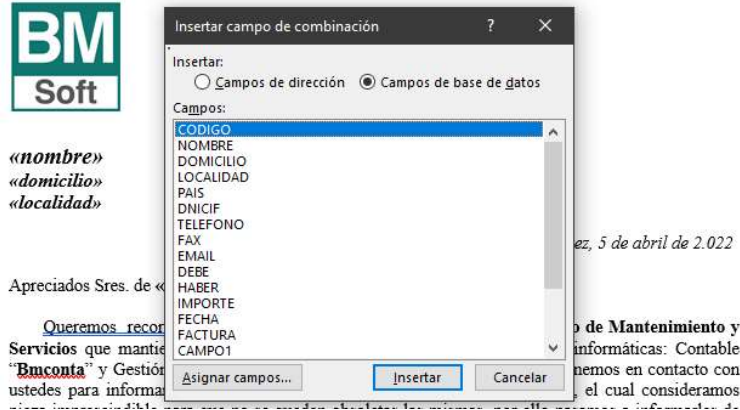 BM
Soft
Insertar campo de combinación ? ×
Insertar:
Campos de dirección Campos de base de datos
Campos:
CODIGO
NOMBRE
DOMICILIO
LOCALIDAD
PAIS
DNICIF
TELEFONO
FAX
EMAIL
DEBE
HABER
IMPORTE
FECHA
FACTURA
CAMPO1
Asignar campos... Insertar Cancelar
«nombre»
«domicilio»
«localidad»
ez, 5 de abril de 2.022
Apreciados Sres. de «
Queremos recor o de Mantenimiento y
Servicios que mantie informáticas: Contable
“Bmconta” y Gestión nemos en contacto con
ustedes para informar , el cual consideramos